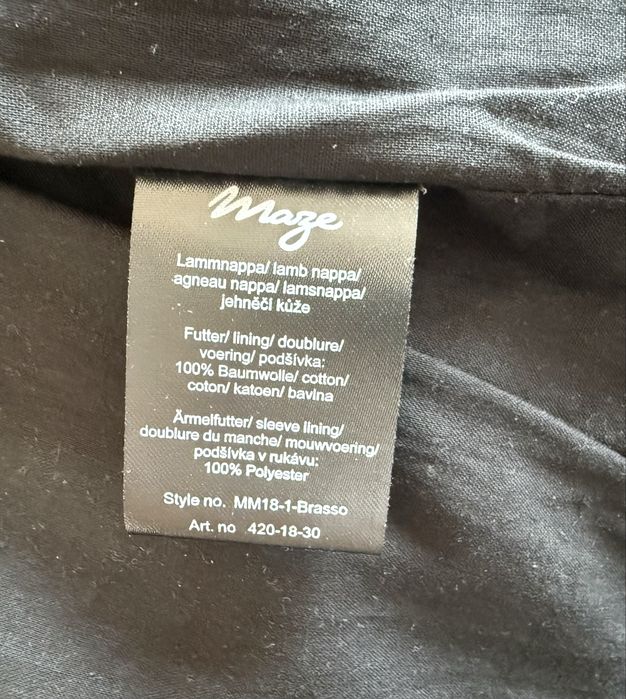 Maze
Lammnappa/ lamb nappa/
agneau nappa/ lamsnappa/
jehněčí kůže
Futter/ lining/ doublure/
voering/ podšívka:
100% Baumwolle/ cotton/
coton/ katoen/ bavina
Ärmelfutter/ sleeve lining/
doublure du manche/ mouwvoering/
podšívka v rukávu:
100% Polyester
Style no. MM18-1-Brasso
Art. no 420-18-30